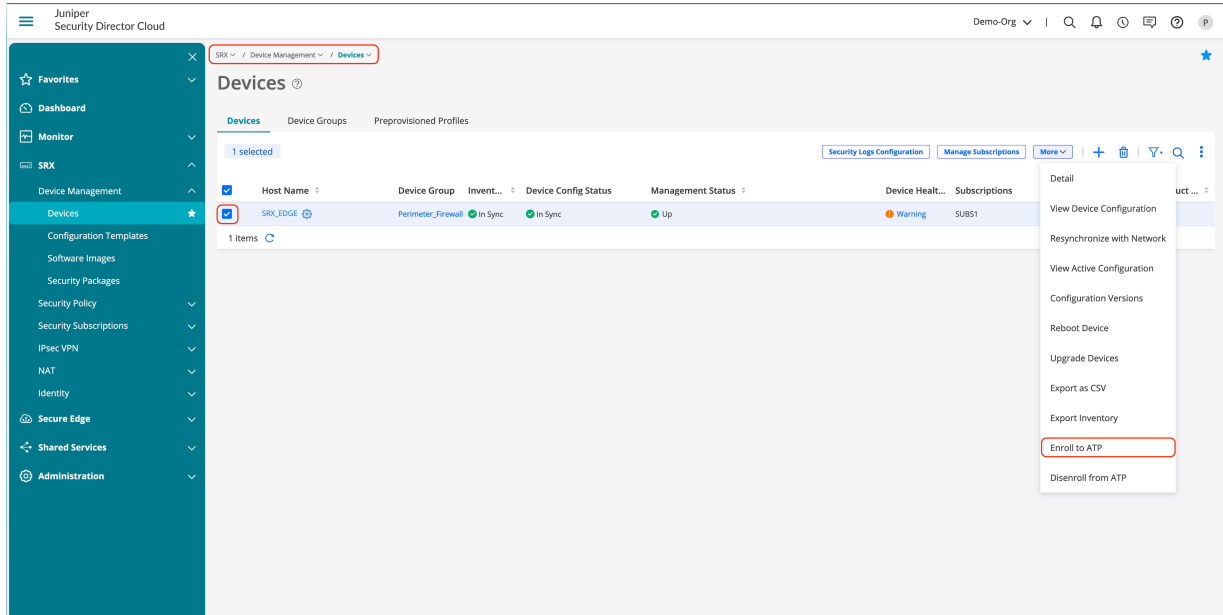 Juniper
Security Director Cloud
Demo-Org
P
Favorites
Dashboard
Monitor
SRX
Device Management
Devices
Configuration Templates
Software Images
Security Packages
Security Policy
Security Subscriptions
IPsec VPN
NAT
Identity
Secure Edge
Shared Services
Administration
SRX / Device Management / Devices
Devices
Devices Device Groups Preprovisioned Profiles
1 selected Security Logs Configuration Manage Subscriptions More
Host Name Device Group Invent... Device Config Status Management Status Device Healt... Subscriptions uct ...
SRX_EDGE Perimeter_Firewall In Sync In Sync Up Warning SUBS1
1 items
Detail
View Device Configuration
Resynchronize with Network
View Active Configuration
Configuration Versions
Reboot Device
Upgrade Devices
Export as CSV
Export Inventory
Enroll to ATP
Disenroll from ATP